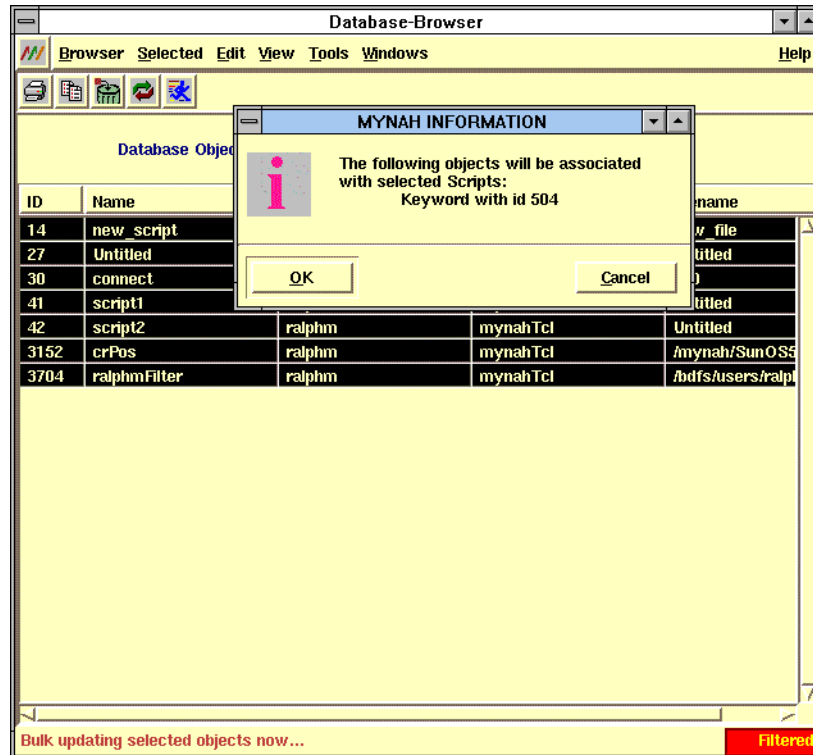 Database-Browser
Browser Selected Edit View Tools Windows Help
MYNAH INFORMATION
The following objects will be associated
with selected Scripts:
Keyword with id 504
OK Cancel
Database Objec
ID Name ename
14 new_script w_file
27 Untitled titled
30 connect
41 script1 titled
42 script2 ralphm mynahTcl Untitled
3152 crPos ralphm mynahTcl /mynah/SunOS5
3704 ralphmFilter ralphm mynahTcl /bdfs/users/ralph
Bulk updating selected objects now... Filtered